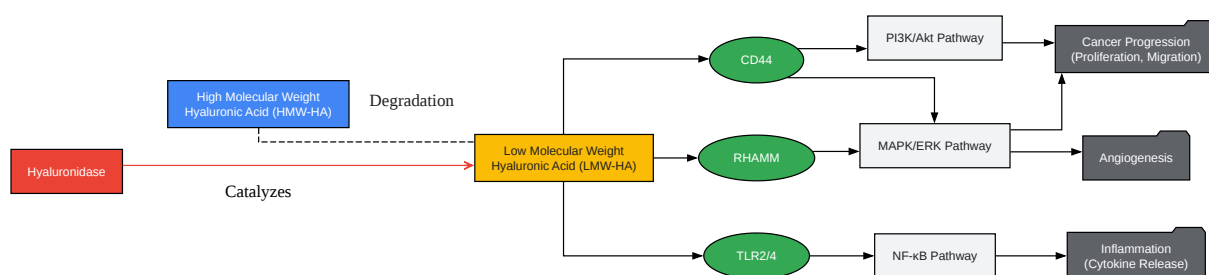 PI3K/Akt Pathway
Cancer Progression
(Proliferation, Migration)
CD44
High Molecular Weight
Hyaluronic Acid (HMW-HA)
Degradation
Low Molecular Weight
Hyaluronic Acid (LMW-HA)
RHAMM
MAPK/ERK Pathway
Angiogenesis
Hyaluronidase
Catalyzes
TLR2/4
NF-κB Pathway
Inflammation
(Cytokine Release)